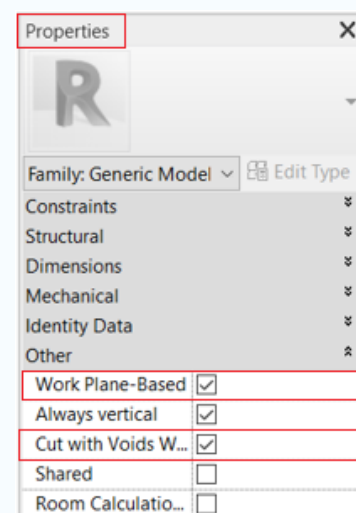 Properties
R
Family: Generic Model
Edit Type
Constraints
Structural
Dimensions
Mechanical
Identity Data
Other
Work Plane-Based
Always vertical
Cut with Voids W...
Shared
Room Calculatio...